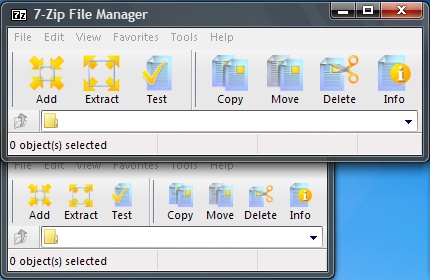 7-Zip File Manager
File Edit View Favorites Tools Help
Add Extract Test Copy Move Delete Info
0 object(s) selected
File Edit View Favorites Tools Help
Add Extract Test Copy Move Delete Info
0 object(s) selected